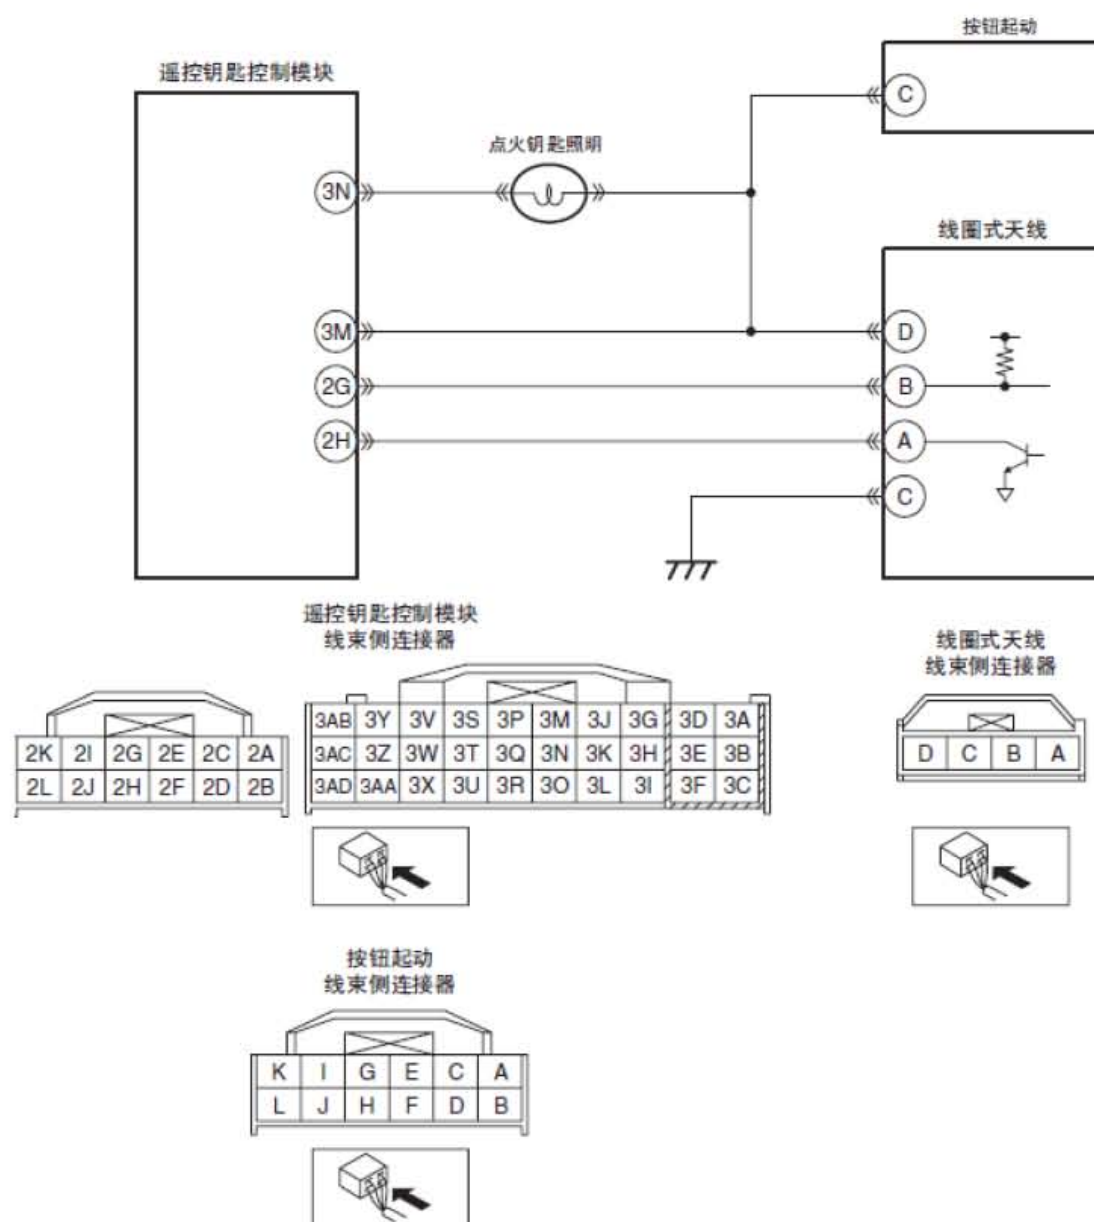 按钮起动
遥控钥匙控制模块
C
点火钥匙照明
3N
线圈式天线
3M
D
2G
B
2H
A
C
遥控钥匙控制模块
线束侧连接器
线圈式天线
线束侧连接器
3AB 3Y 3V 3S 3P 3M 3J 3G 3D 3A
2K 2I 2G 2E 2C 2A
3AC 3Z 3W 3T 3Q 3N 3K 3H 3E 3B
D C B A
2L 2J 2H 2F 2D 2B
3AD 3AA 3X 3U 3R 3O 3L 3I 3F 3C
按钮起动
线束侧连接器
K I G E C A
L J H F D B